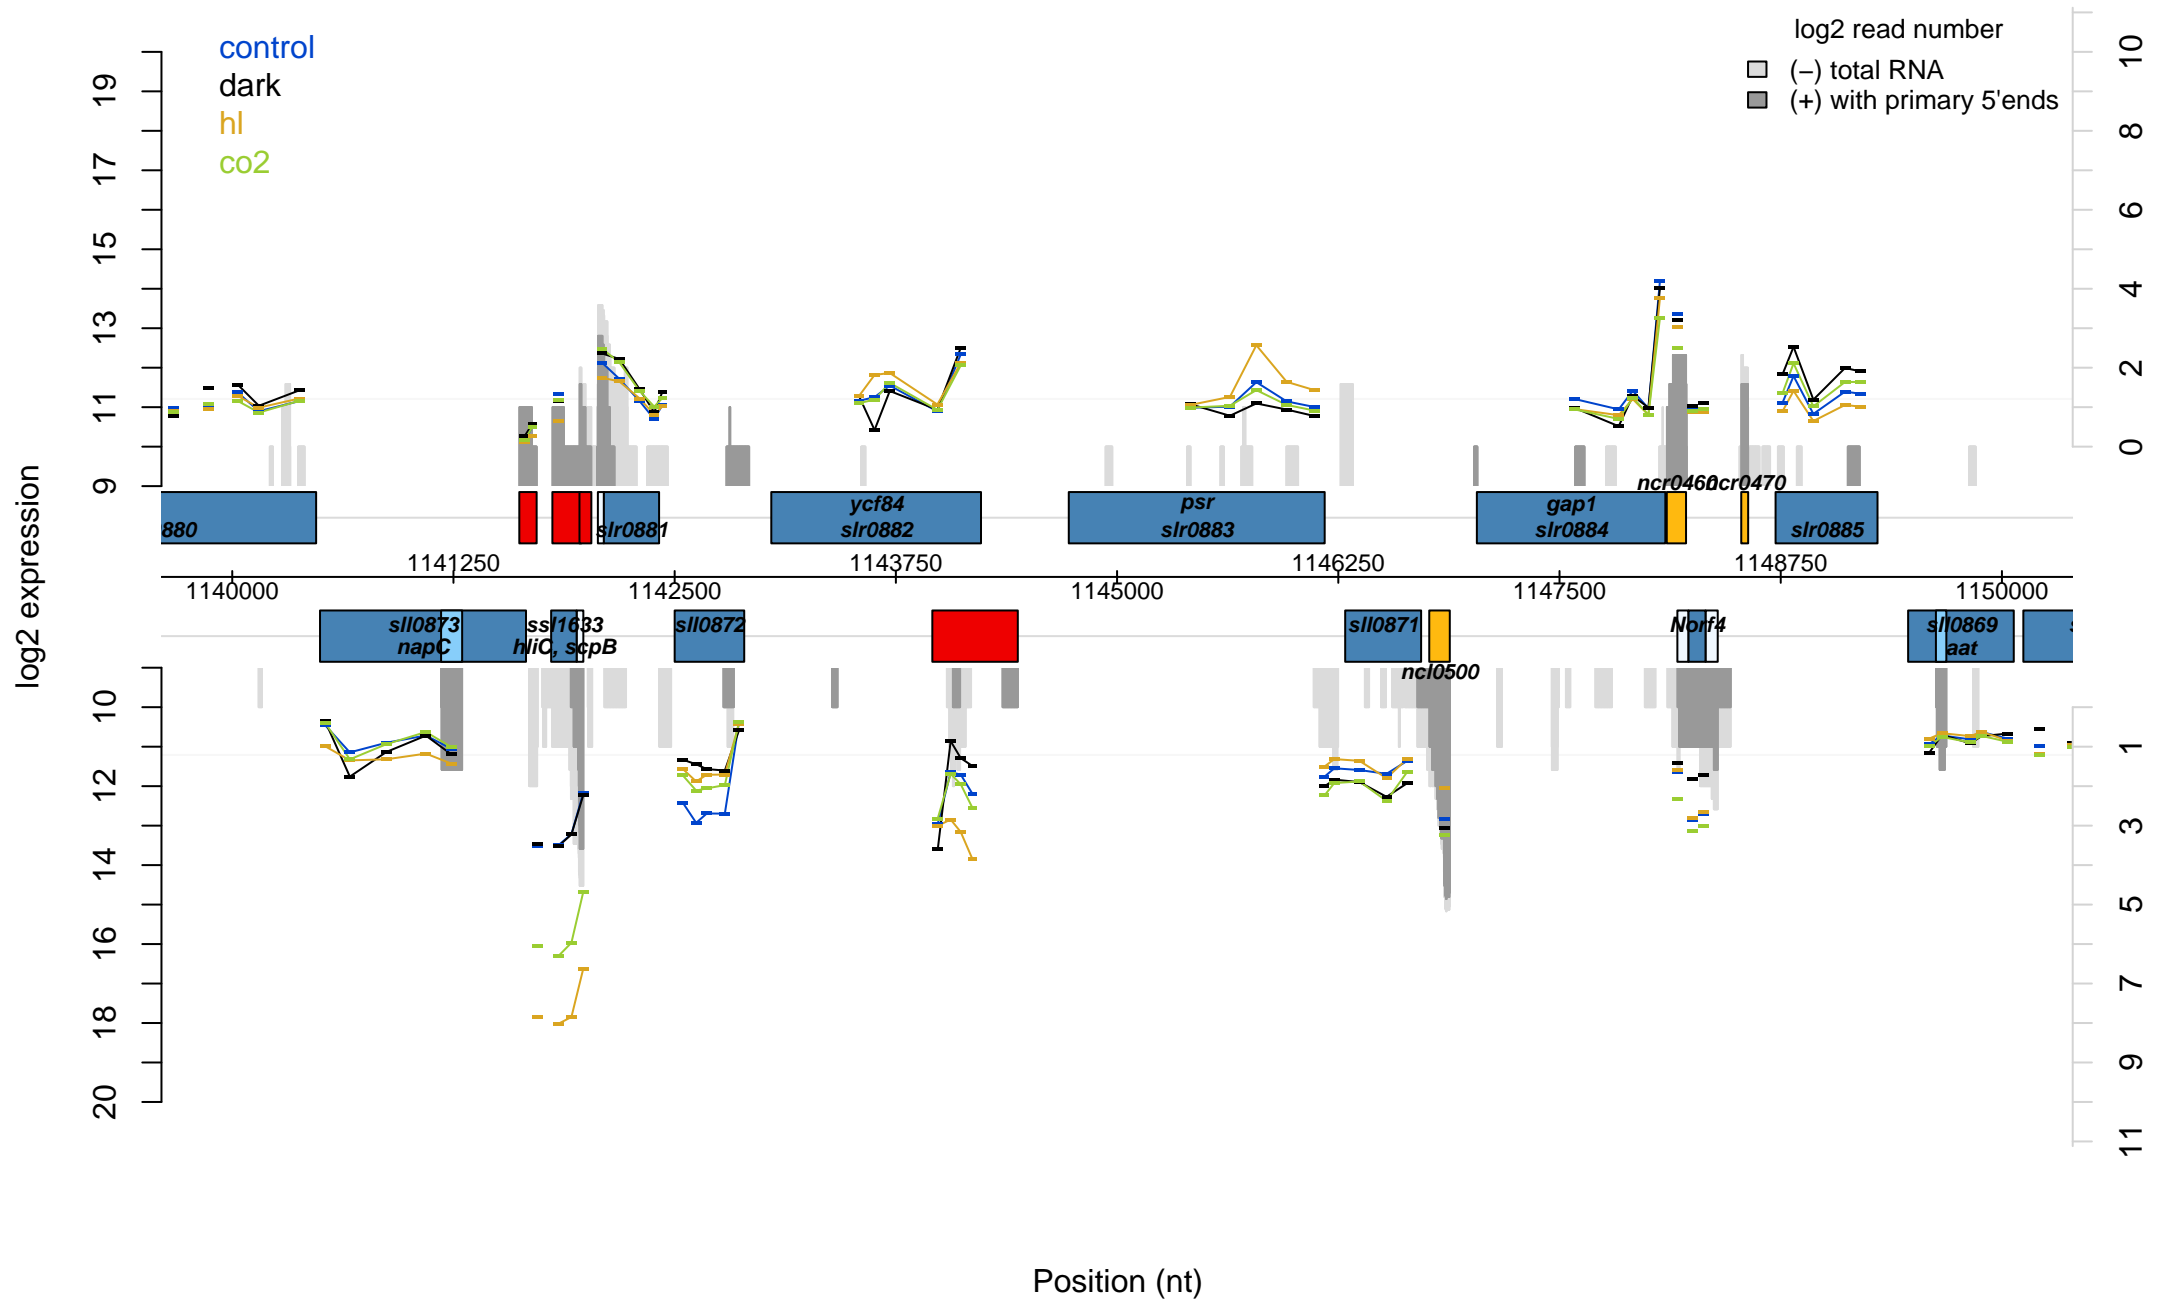 control
dark
hl
co2
log2 read number
(−) total RNA
(+) with primary 5'ends
19
17
15
13
11
9
10
8
6
4
2
0
log2 expression
ncr0460
ncr0470
880
slr0881
ycf84
slr0882
psr
slr0883
gap1
slr0884
slr0885
1141250
1143750
1146250
1148750
1140000
1142500
1145000
1147500
1150000
sll0873
napC
ssl1633
hliC, scpB
sll0872
sll0871
ncl0500
Norf4
sll0869
aat
s
10
12
14
16
18
20
1
3
5
7
9
11
Position (nt)